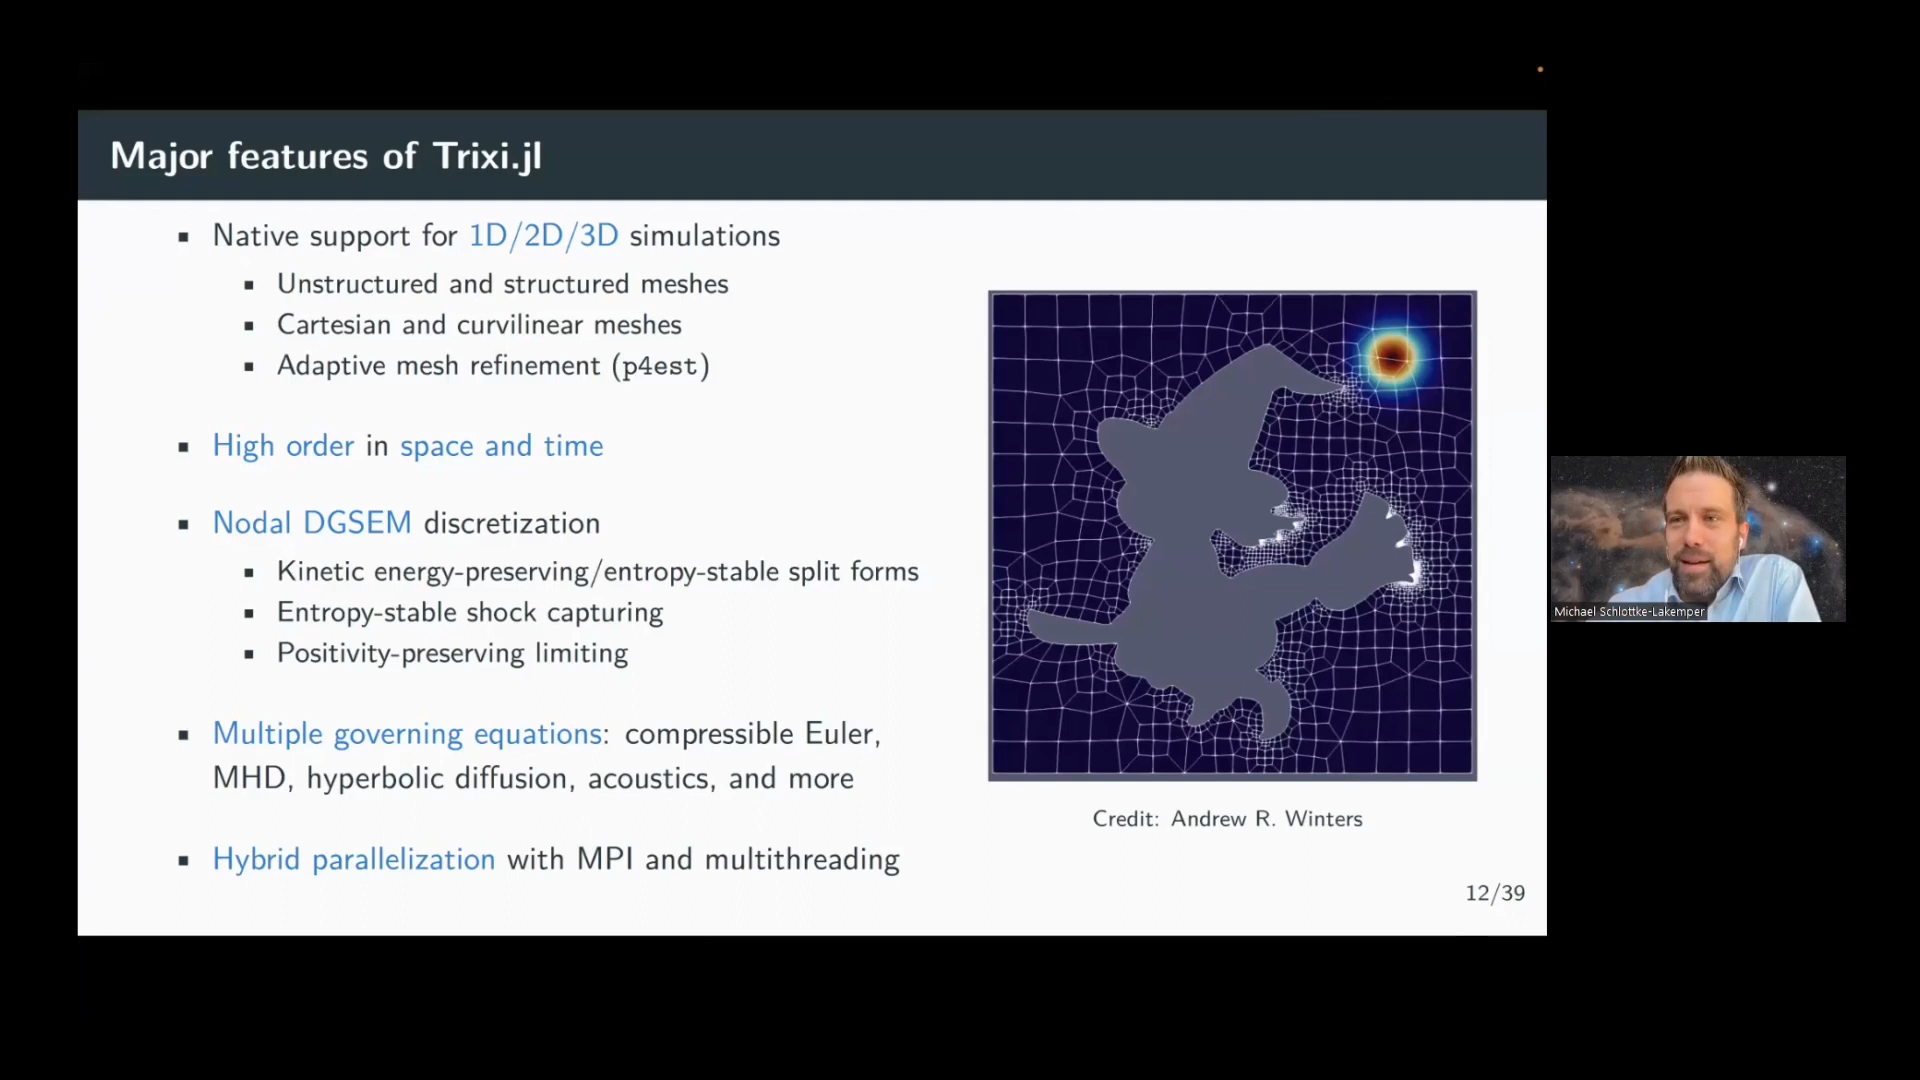 Major features of Trixi.jl
▪ Native support for 1D/2D/3D simulations
▪ Unstructured and structured meshes
▪ Cartesian and curvilinear meshes
▪ Adaptive mesh refinement (p4est)
▪ High order in space and time
▪ Nodal DGSEM discretization
▪ Kinetic energy-preserving/entropy-stable split forms
▪ Entropy-stable shock capturing
▪ Positivity-preserving limiting
▪ Multiple governing equations: compressible Euler,
MHD, hyperbolic diffusion, acoustics, and more
▪ Hybrid parallelization with MPI and multithreading
Credit: Andrew R. Winters
12/39
Michael Schlottke-Lakemper